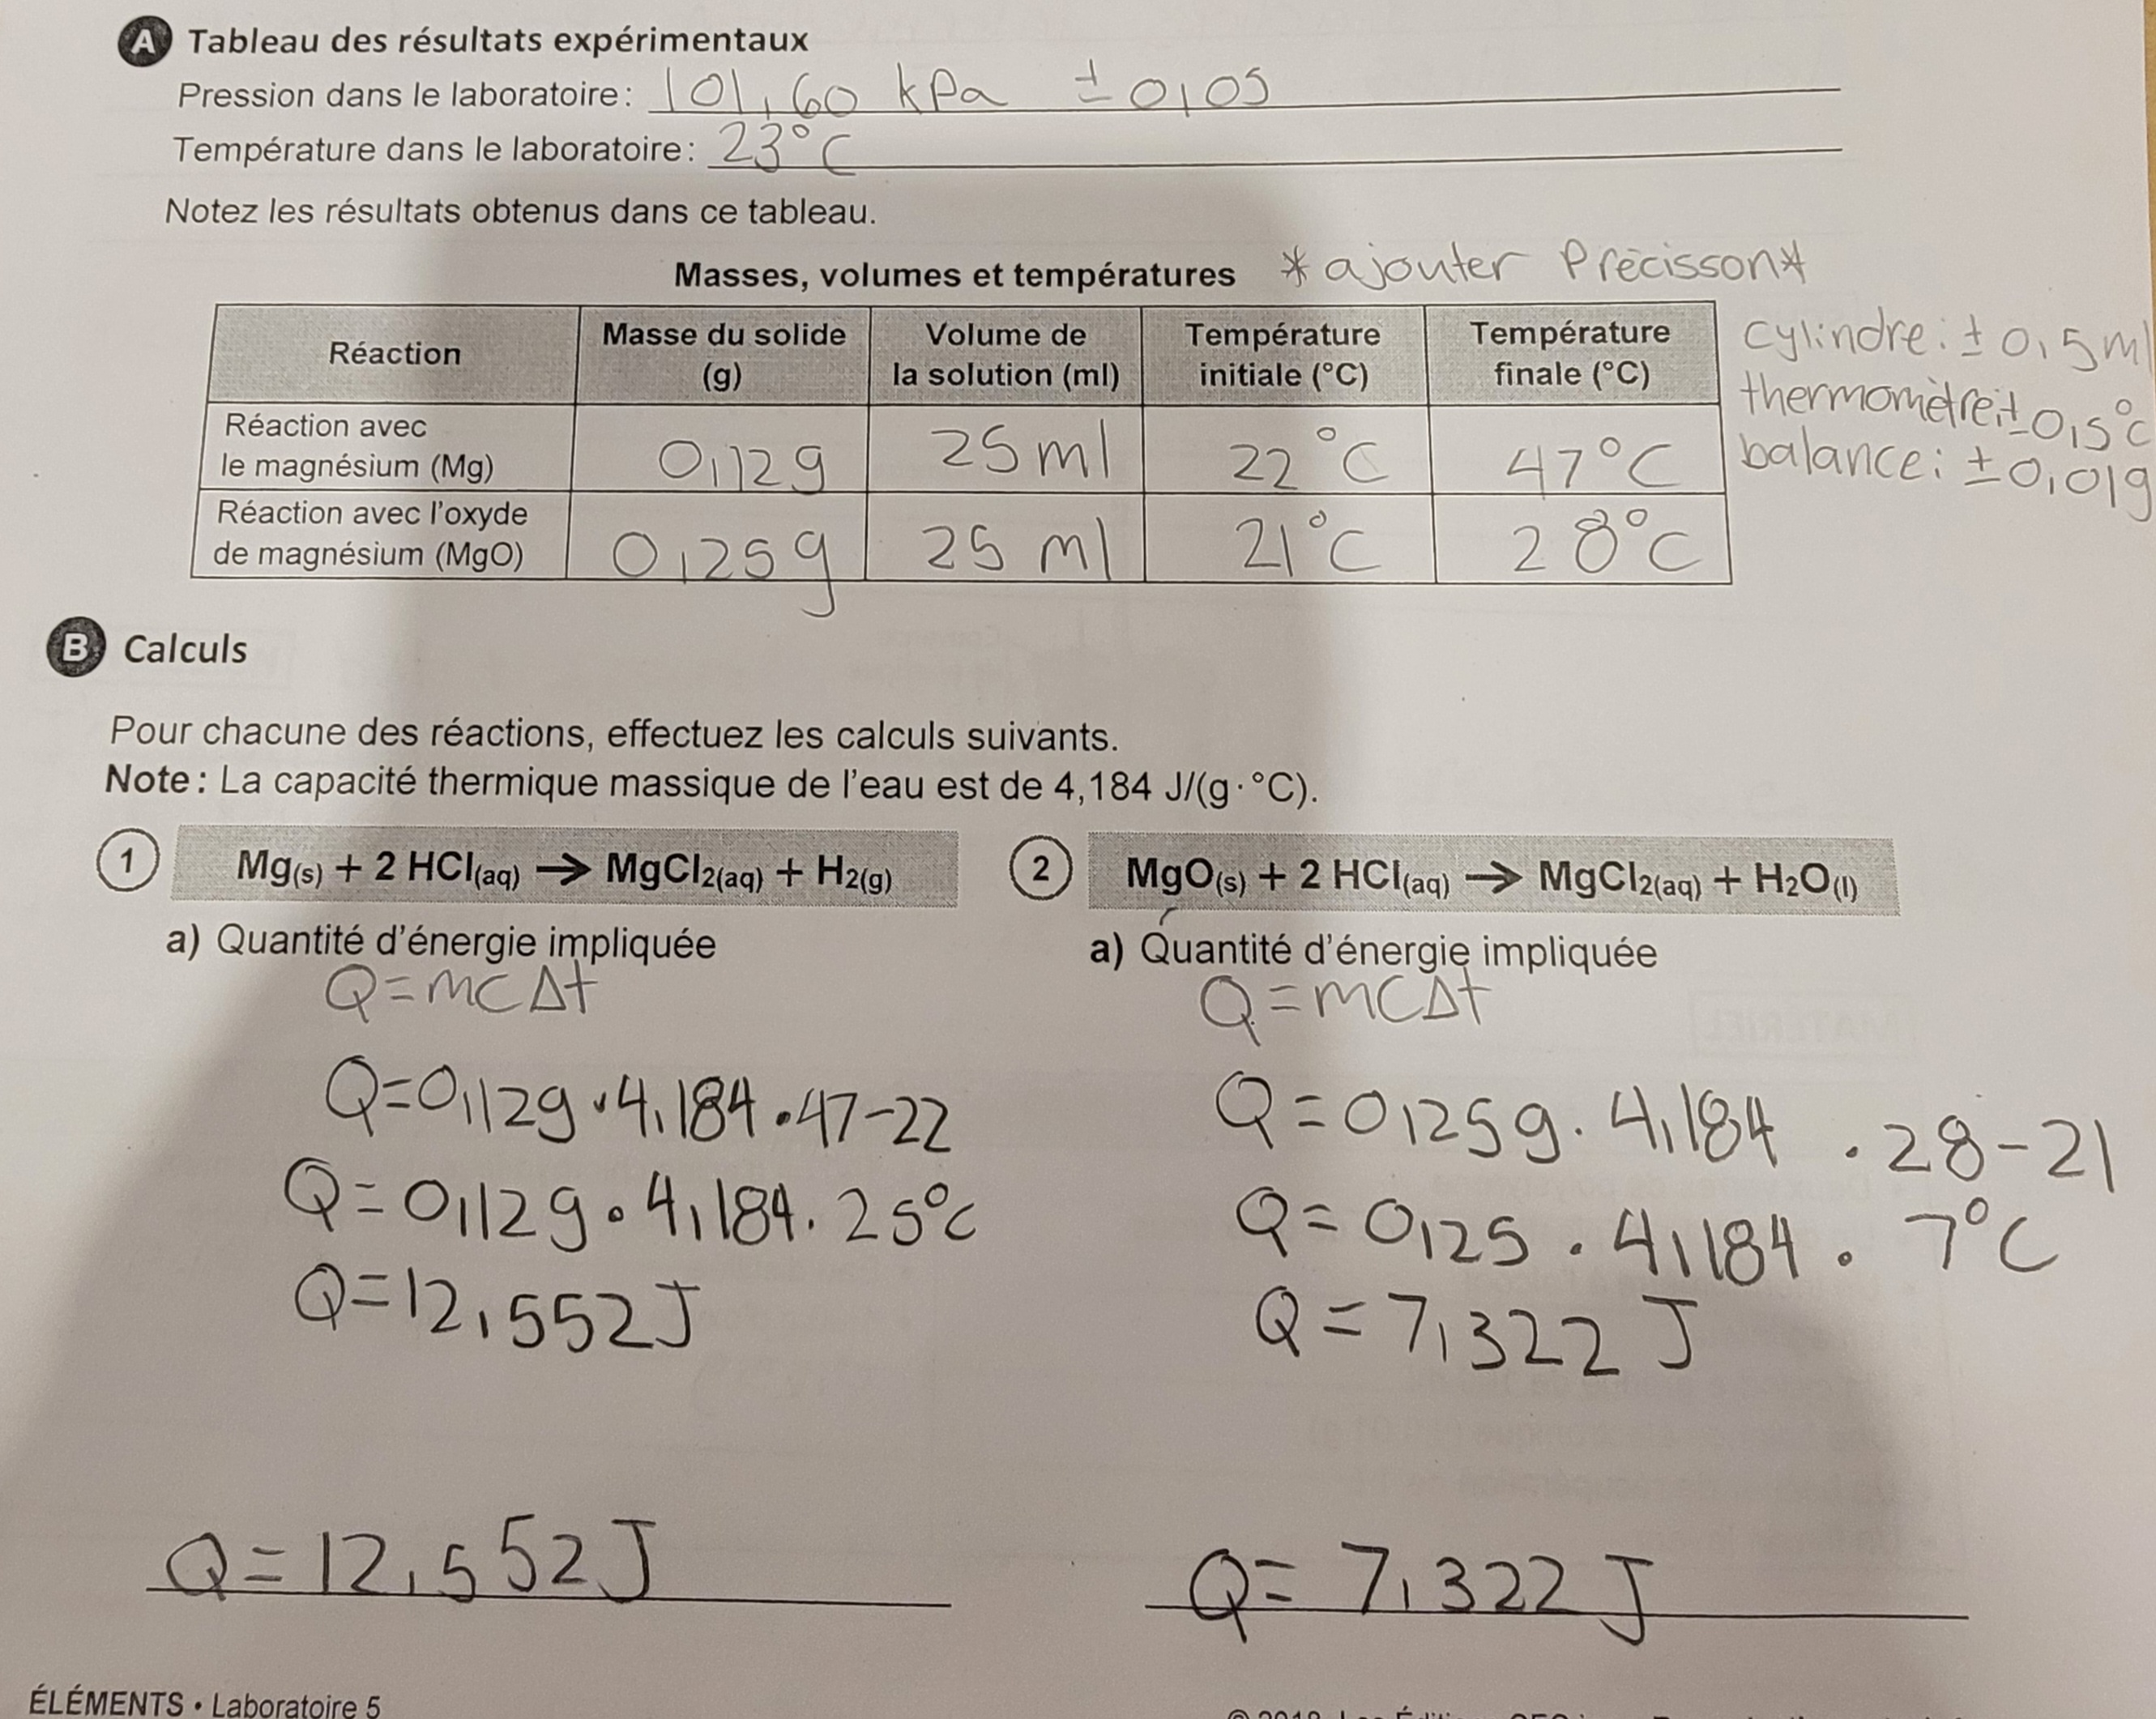 A Tableau des résultats expérimentaux
Pression dans le laboratoire : 101,60 kPa ±0,05
Température dans le laboratoire : 23°C
Notez les résultats obtenus dans ce tableau.
Masses, volumes et températures *ajouter Précisson*
Réaction Masse du solide (g) Volume de la solution (ml) Température initiale (°C) Température finale (°C)
cylindre : ± 0,5 ml
thermomètre : ±0,5°C
balance : ±0,01g
Réaction avec le magnésium (Mg) 0,12g 25 ml 22°C 47°C
Réaction avec l'oxyde de magnésium (MgO) 0,25g 25 ml 21°C 28°C
B Calculs
Pour chacune des réactions, effectuez les calculs suivants.
Note : La capacité thermique massique de l'eau est de 4,184 J/(g·°C).
1 Mg(s) + 2 HCl(aq) → MgCl2(aq) + H2(g)
a) Quantité d'énergie impliquée
Q=mcΔt
Q=0,12g·4,184·47-22
Q=0,12g·4,184·25°C
Q=12,552J
Q=12,552J
2 MgO(s) + 2 HCl(aq) → MgCl2(aq) + H2O(l)
a) Quantité d'énergie impliquée
Q=mcΔt
Q=0,25g·4,184·28-21
Q=0,25·4,184·7°C
Q=7,322 J
Q=7,322 J
ÉLÉMENTS • Laboratoire 5